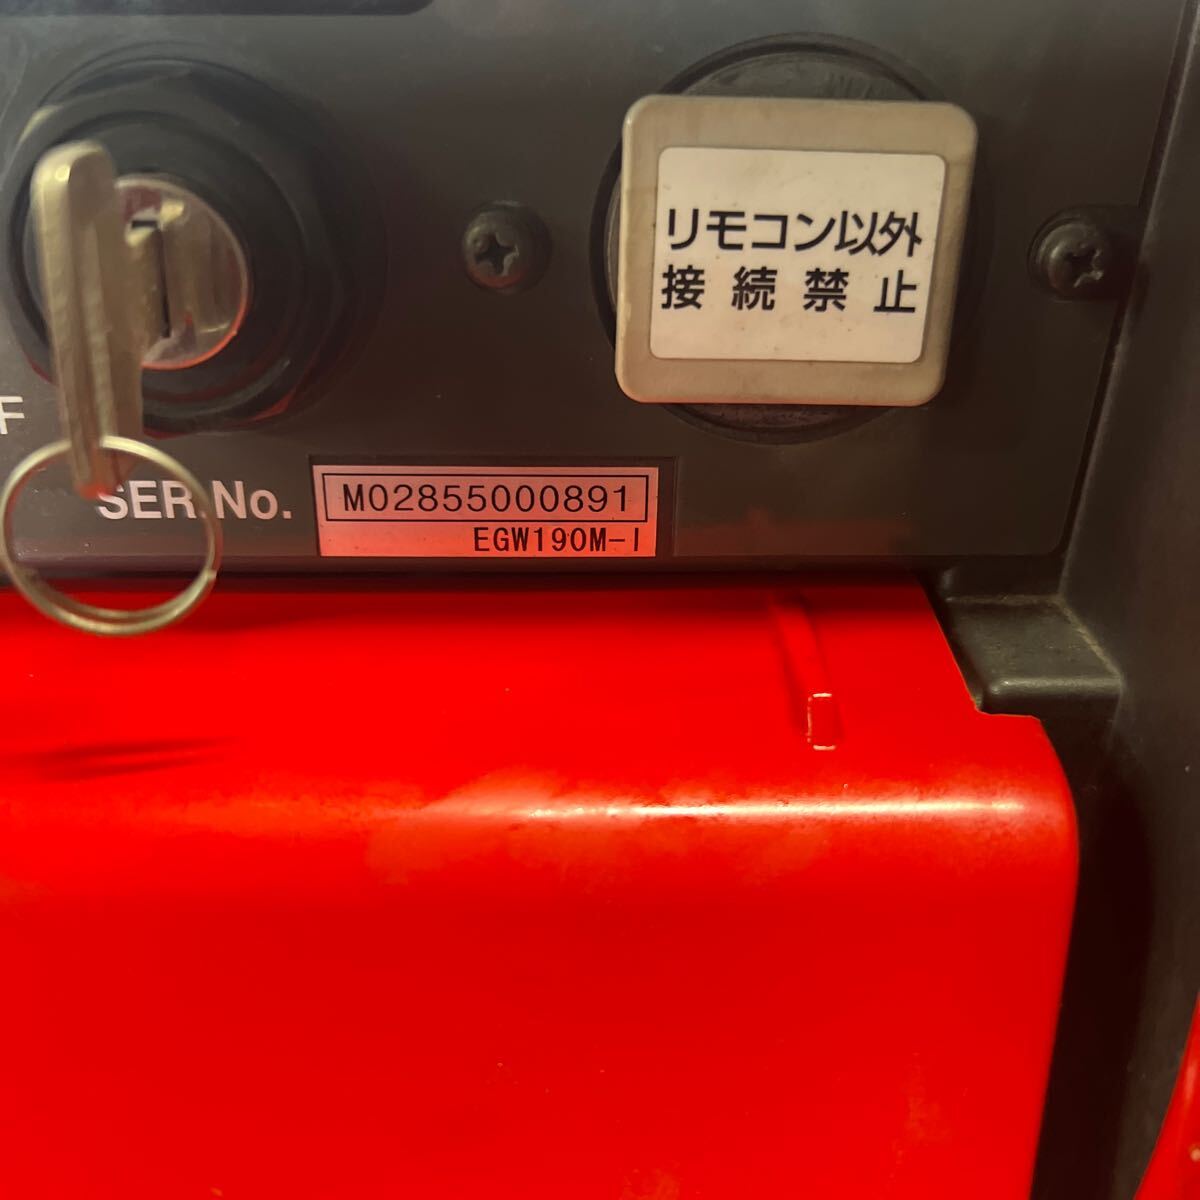 リモコン以外
接続禁止
F
SER.No.
M02855000891
EGW190M-I